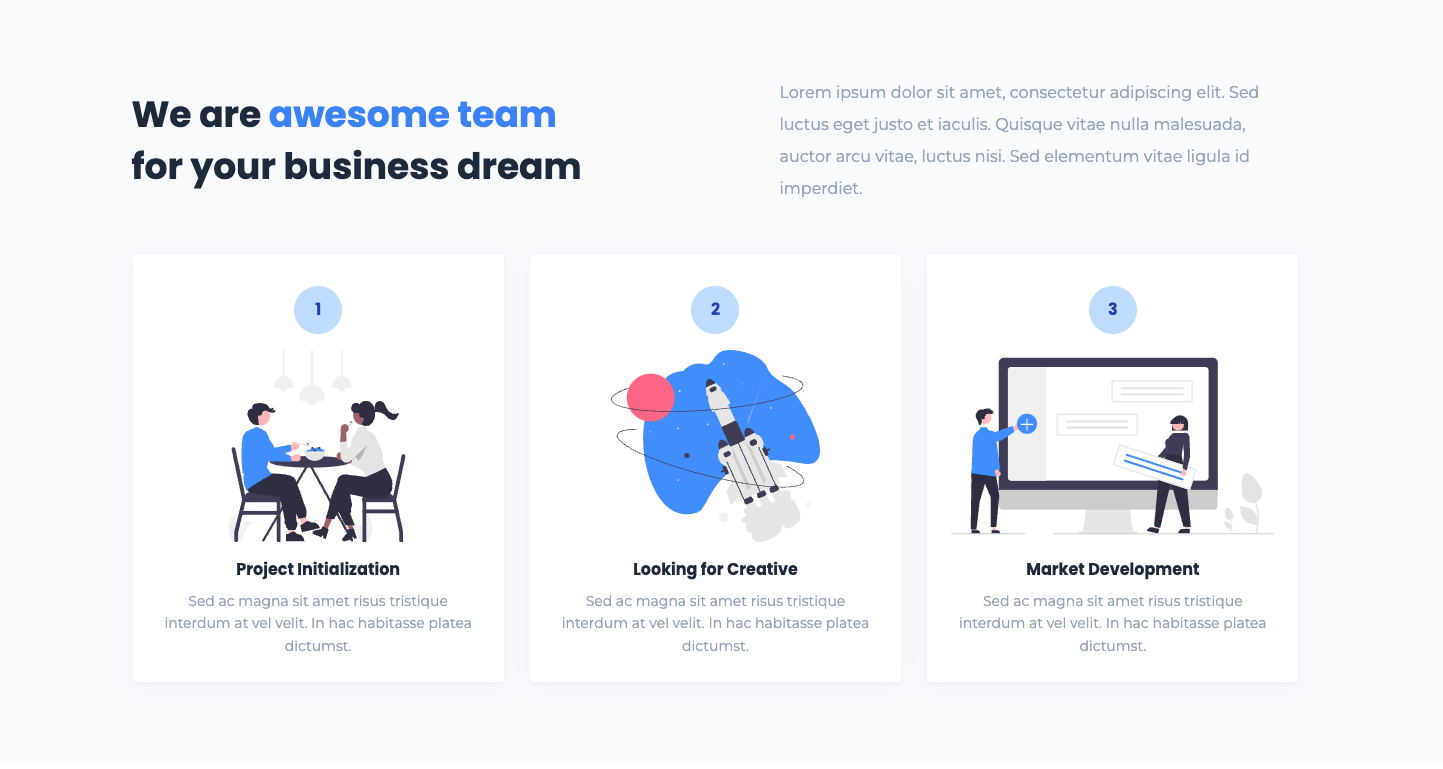 We are awesome team
for your business dream
Lorem ipsum dolor sit amet, consectetur adipiscing elit. Sed
luctus eget justo et iaculis. Quisque vitae nulla malesuada,
auctor arcu vitae, luctus nisi. Sed elementum vitae ligula id
imperdiet.
1
Project Initialization
Sed ac magna sit amet risus tristique
interdum at vel velit. In hac habitasse platea
dictumst.
2
Looking for Creative
Sed ac magna sit amet risus tristique
interdum at vel velit. In hac habitasse platea
dictumst.
3
Market Development
Sed ac magna sit amet risus tristique
interdum at vel velit. In hac habitasse platea
dictumst.